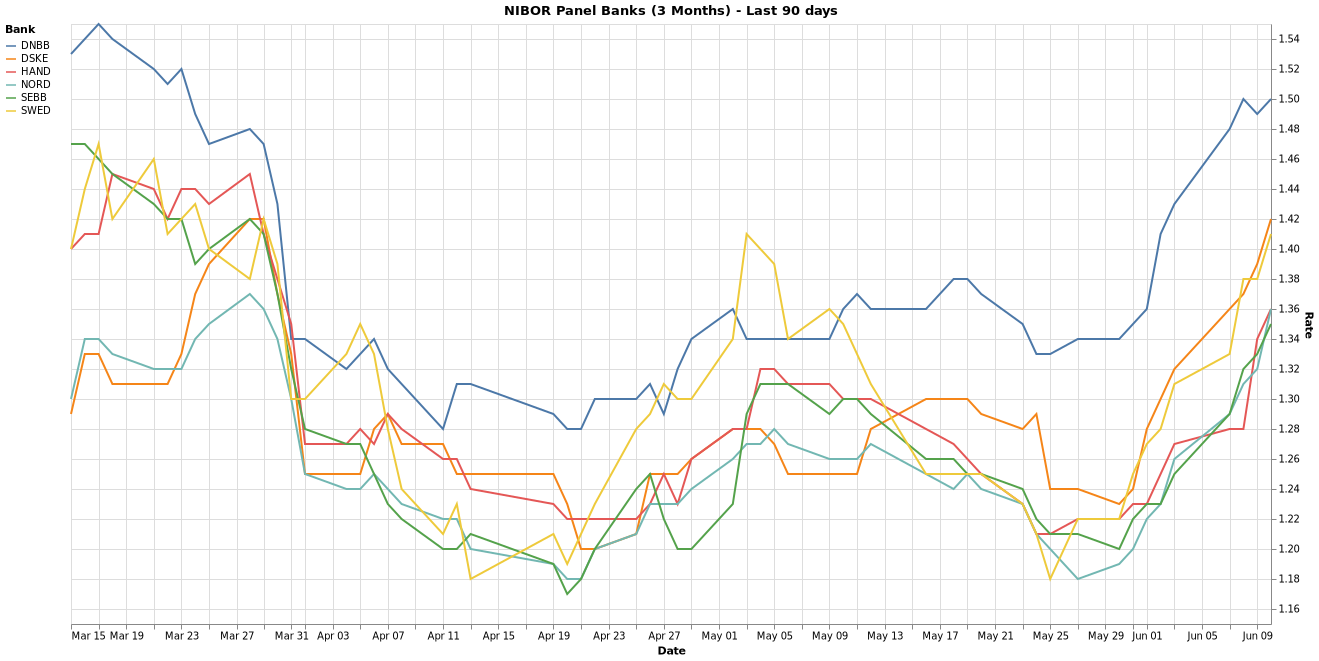 NIBOR Panel Banks (3 Months) - Last 90 days
Bank
DNBB
DSKE
HAND
NORD
SEBB
SWED
1.54
1.52
1.50
1.48
1.46
1.44
1.42
1.40
1.38
1.36
1.34
1.32
1.30
1.28
1.26
1.24
1.22
1.20
1.18
1.16
Rate
Mar 15 Mar 19 Mar 23 Mar 27 Mar 31 Apr 03 Apr 07 Apr 11 Apr 15 Apr 19 Apr 23 Apr 27 May 01 May 05 May 09 May 13 May 17 May 21 May 25 May 29 Jun 01 Jun 05 Jun 09
Date